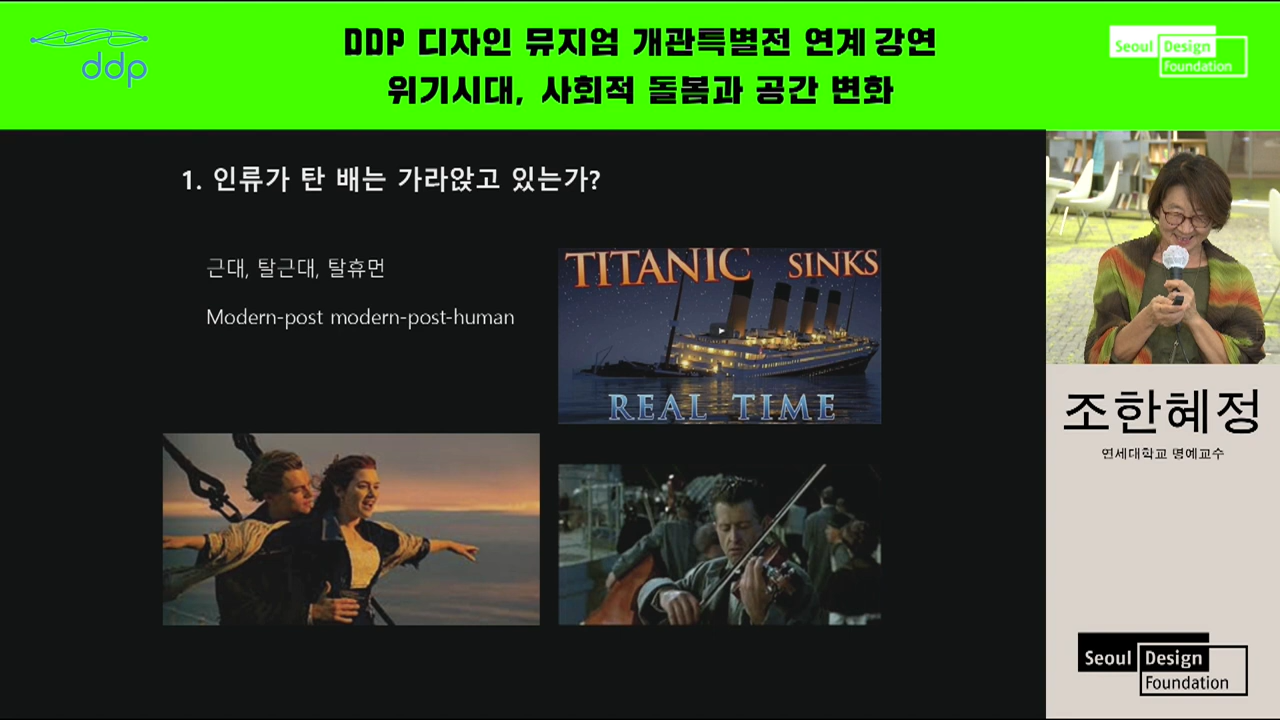 ddp
DDP 디자인 뮤지엄 개관특별전 연계 강연
위기시대, 사회적 돌봄과 공간 변화
Seoul Design
Foundation
1. 인류가 탄 배는 가라앉고 있는가?
근대, 탈근대, 탈휴먼
Modern-post modern-post-human
TITANIC SINKS
REAL TIME
조한혜정
연세대학교 명예교수
Seoul Design
Foundation